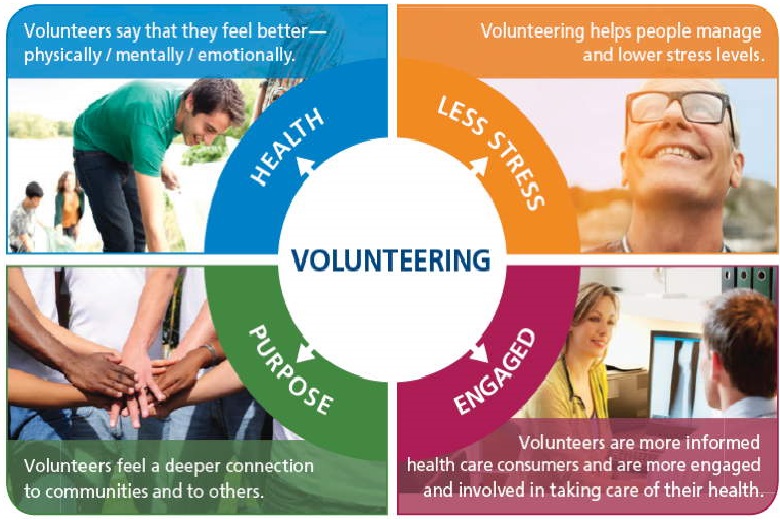 Volunteers say that they feel better—
physically / mentally / emotionally.
Volunteering helps people manage
and lower stress levels.
HEALTH
LESS STRESS
VOLUNTEERING
PURPOSE
ENGAGED
Volunteers feel a deeper connection
to communities and to others.
Volunteers are more informed
health care consumers and are more engaged
and involved in taking care of their health.